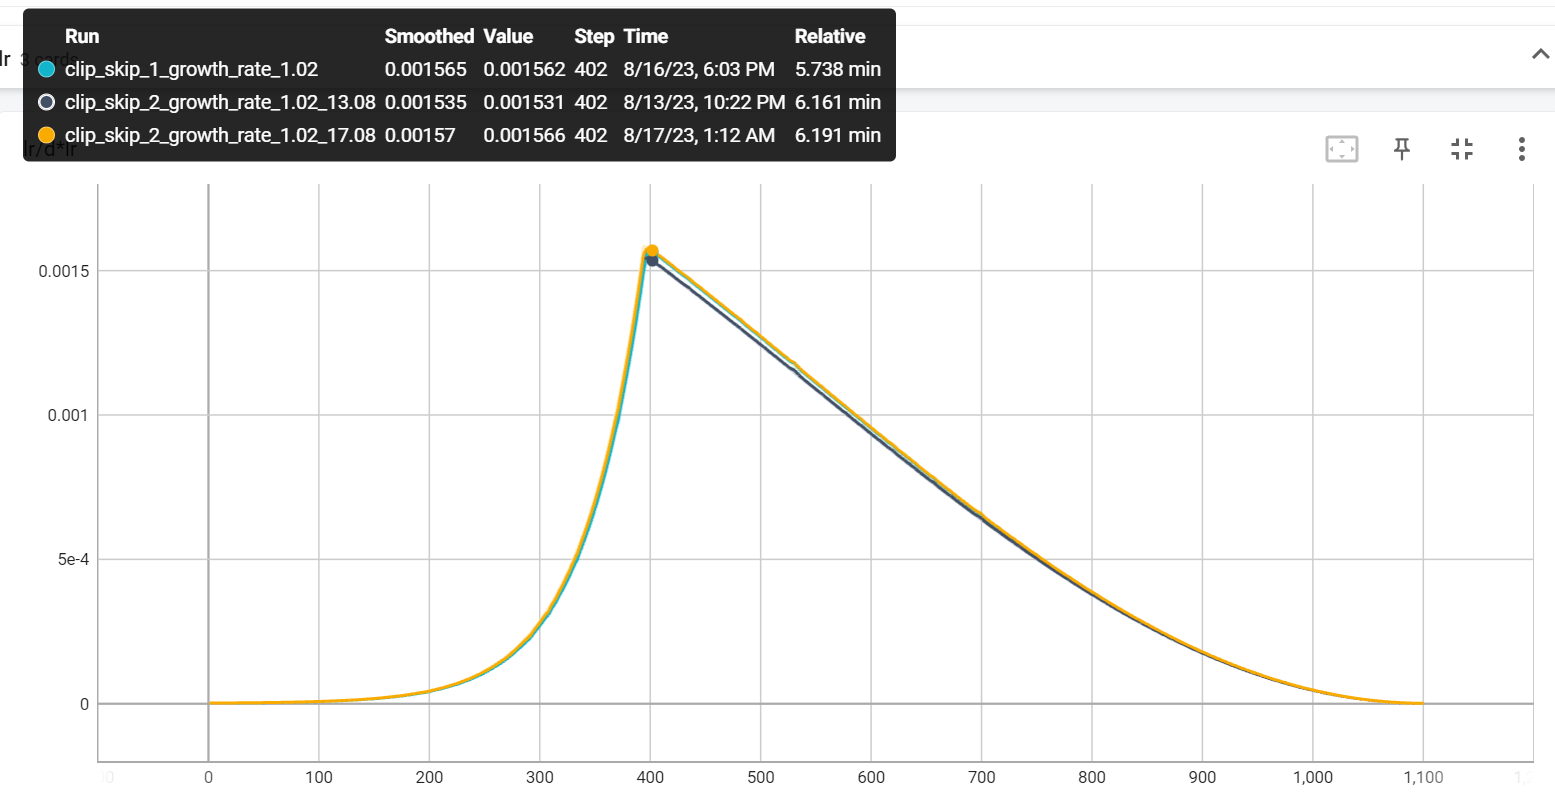 Run Smoothed Value Step Time Relative
lr 3 cards
clip_skip_1_growth_rate_1.02 0.001565 0.001562 402 8/16/23, 6:03 PM 5.738 min
clip_skip_2_growth_rate_1.02_13.08 0.001535 0.001531 402 8/13/23, 10:22 PM 6.161 min
clip_skip_2_growth_rate_1.02_17.08 0.00157 0.001566 402 8/17/23, 1:12 AM 6.191 min
lr/d*lr
0.0015
0.001
5e-4
0
0 100 200 300 400 500 600 700 800 900 1,000 1,100